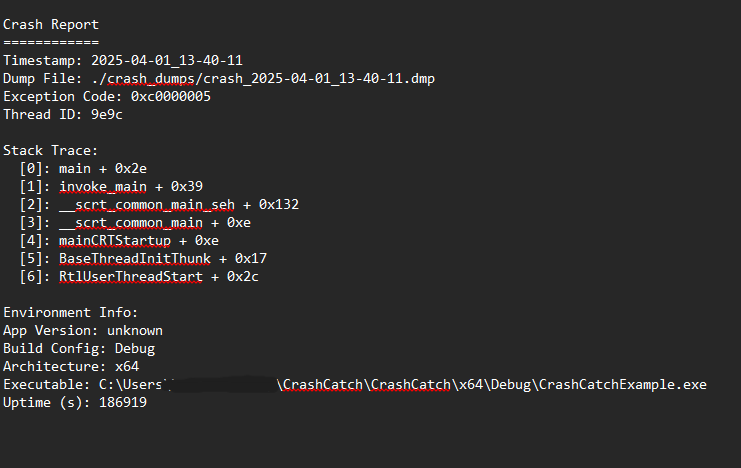 Crash Report
============
Timestamp: 2025-04-01_13-40-11
Dump File: ./crash_dumps/crash_2025-04-01_13-40-11.dmp
Exception Code: 0xc0000005
Thread ID: 9e9c
Stack Trace:
[0]: main + 0x2e
[1]: invoke_main + 0x39
[2]: __scrt_common_main_seh + 0x132
[3]: __scrt_common_main + 0xe
[4]: mainCRTStartup + 0xe
[5]: BaseThreadInitThunk + 0x17
[6]: RtlUserThreadStart + 0x2c
Environment Info:
App Version: unknown
Build Config: Debug
Architecture: x64
Executable: C:\Users \CrashCatch\CrashCatch\x64\Debug\CrashCatchExample.exe
Uptime (s): 186919